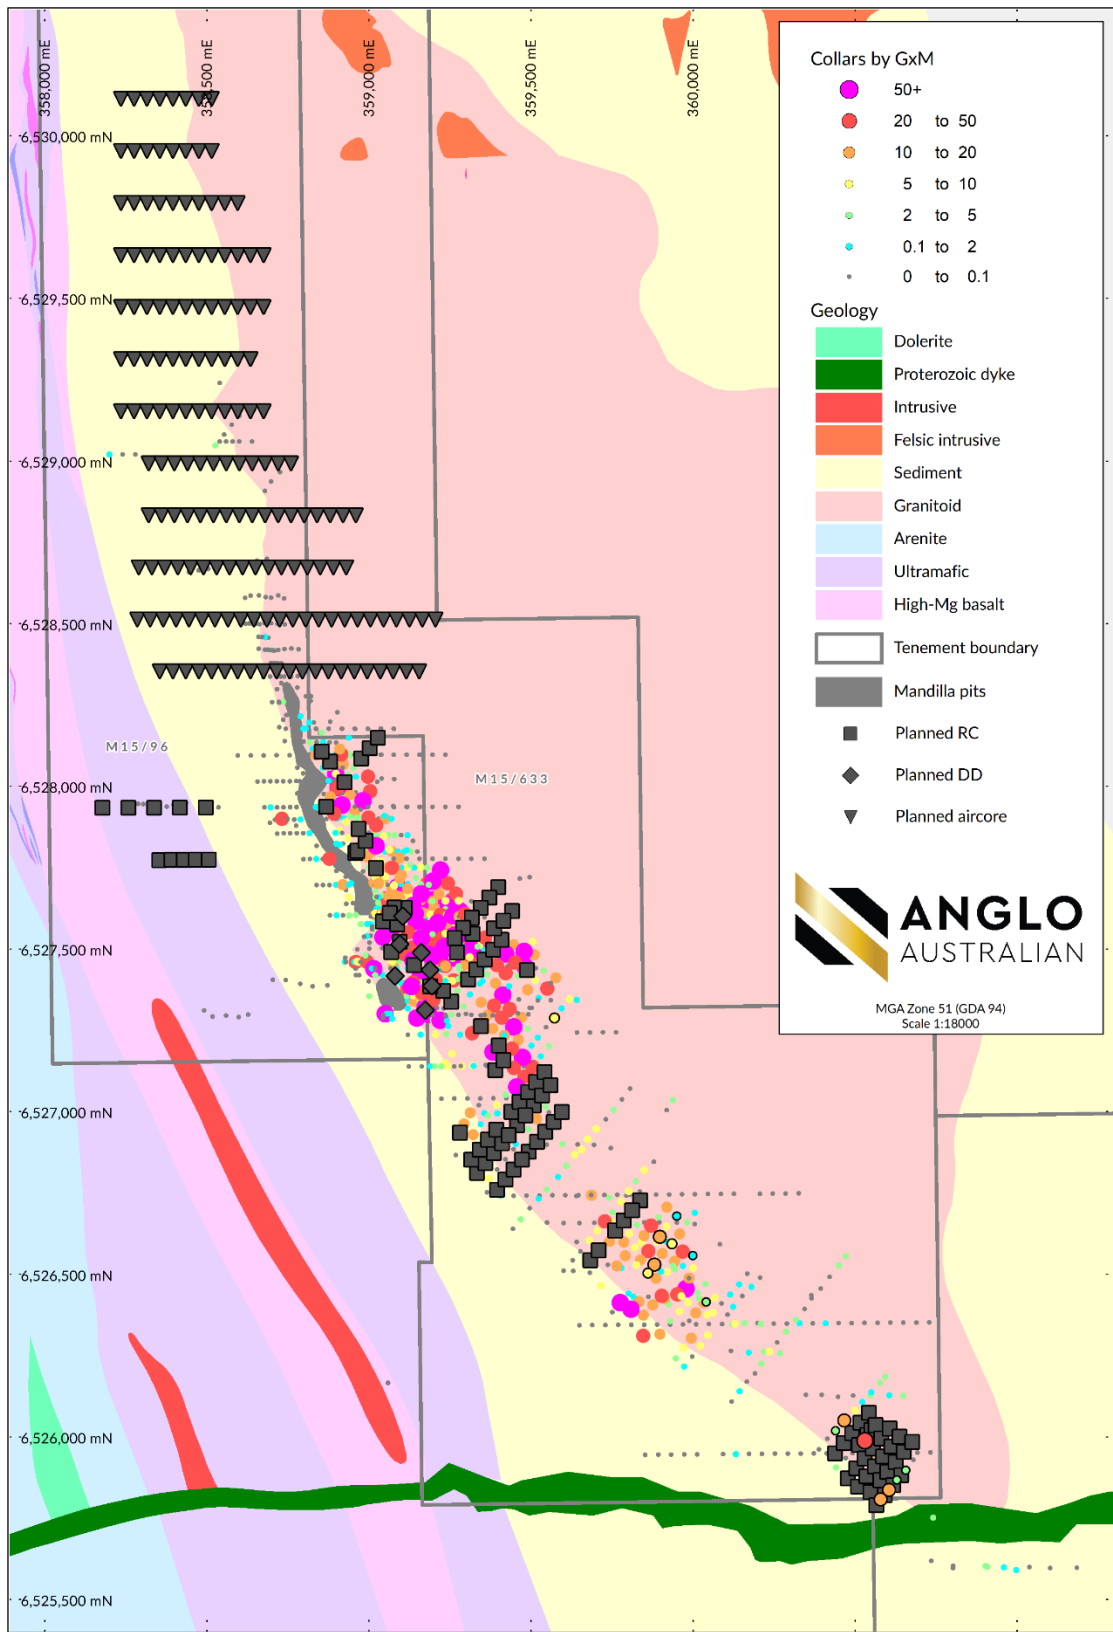 358,000 mE
358,500 mE
359,000 mE
359,500 mE
360,000 mE
6,530,000 mN
6,529,500 mN
6,529,000 mN
6,528,500 mN
6,528,000 mN
6,527,500 mN
6,527,000 mN
6,526,500 mN
6,526,000 mN
6,525,500 mN
M15/96
M15/633
Collars by GxM
50+
20 to 50
10 to 20
5 to 10
2 to 5
0.1 to 2
0 to 0.1
Geology
Dolerite
Proterozoic dyke
Intrusive
Felsic intrusive
Sediment
Granitoid
Arenite
Ultramafic
High-Mg basalt
Tenement boundary
Mandilla pits
Planned RC
Planned DD
Planned aircore
ANGLO
AUSTRALIAN
MGA Zone 51 (GDA 94)
Scale 1:18000